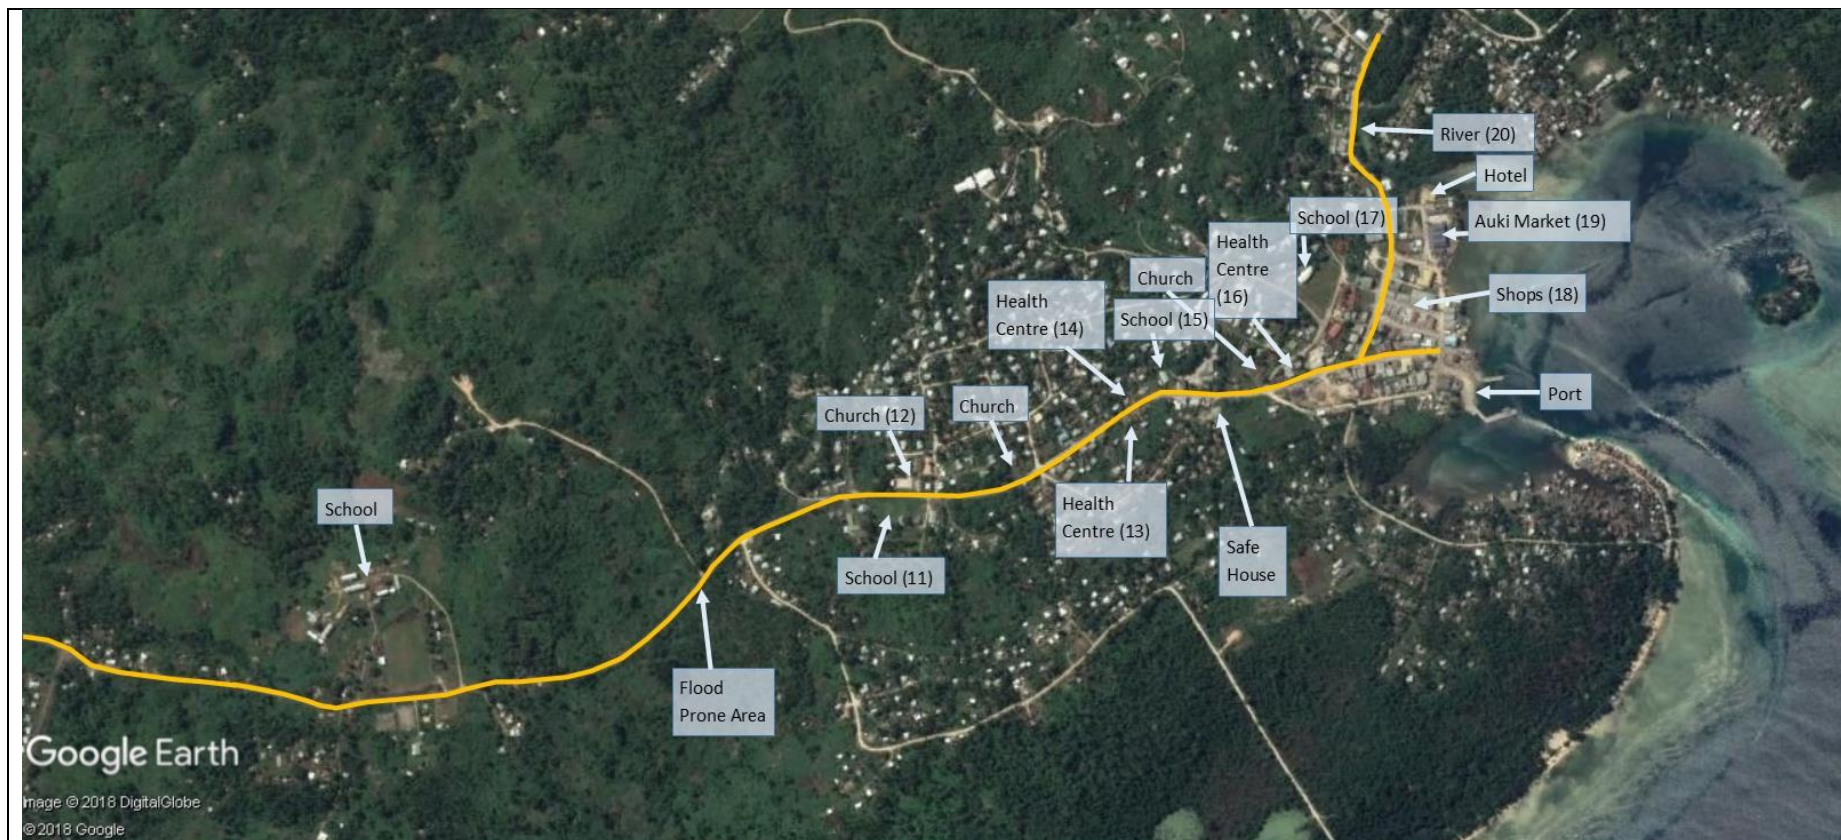 River (20)
Hotel
School (17)
Auki Market (19)
Health
Centre
(16)
Church
Shops (18)
Health
Centre (14)
School (15)
Port
Church (12)
Church
School
Health
Centre (13)
Safe
House
School (11)
Flood
Prone Area
Google Earth
Image © 2018 DigitalGlobe
© 2018 Google